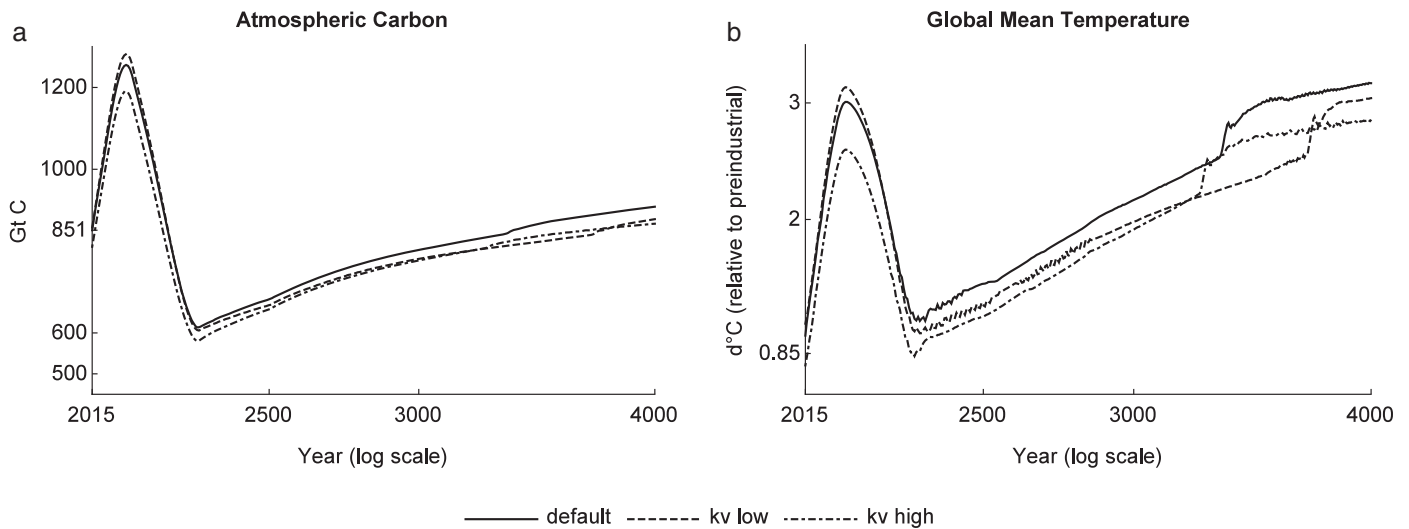 a
Atmospheric Carbon
Gt C
1200
1000
851
600
500
2015 2500 3000 4000
Year (log scale)
b
Global Mean Temperature
d°C (relative to preindustrial)
3
2
0.85
2015 2500 3000 4000
Year (log scale)
default kv low kv high